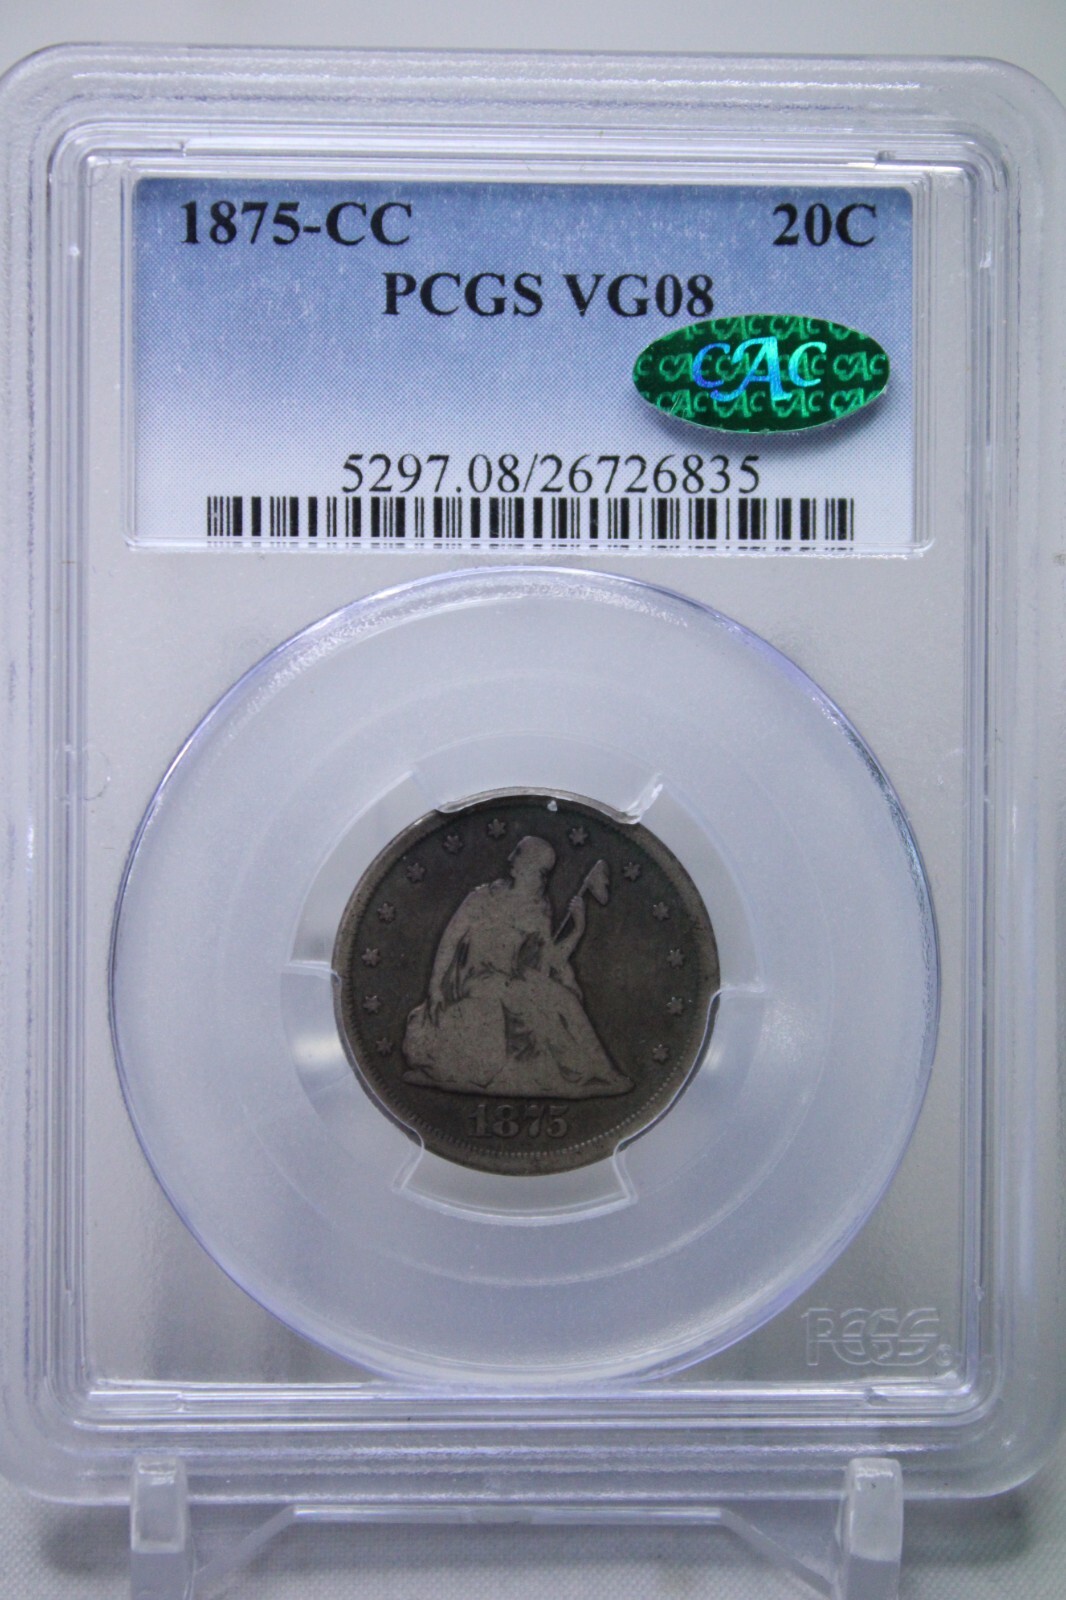 1875-CC 20C
PCGS VG08
CAC
5297.08/26726835
1875
PCGS